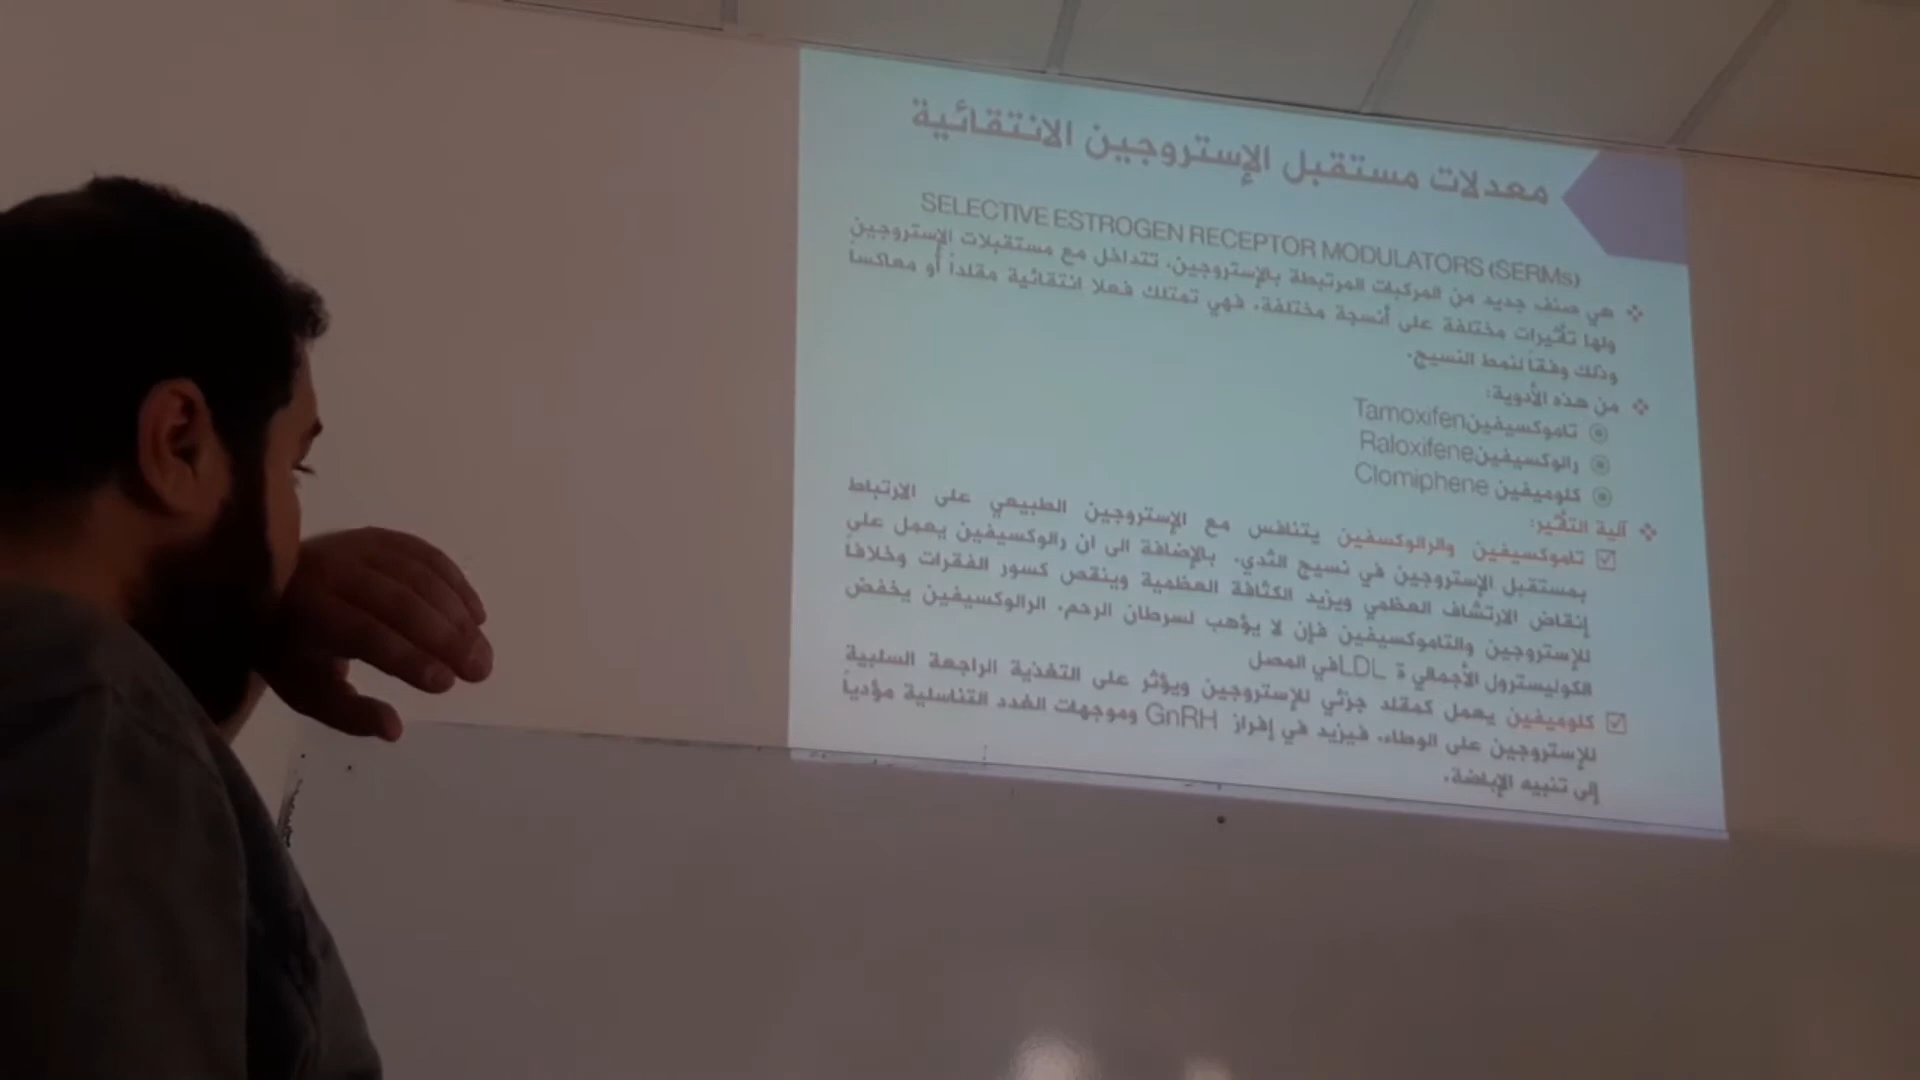 معدلات مستقبل الإستروجين الانتقائية
SELECTIVE ESTROGEN RECEPTOR MODULATORS (SERMs)
❖ هي صنف جديد من المركبات المرتبطة بالإستروجين، تتداخل مع مستقبلات الإستروجين
ولها تأثيرات مختلفة على أنسجة مختلفة، فهي تمتلك فعلا انتقائية مقلداً أو معاكساً
وذلك وفقاً لنمط النسيج.
❖ من هذه الأدوية:
تاموكسيفين Tamoxifen
رالوكسيفين Raloxifene
كلوميفين Clomiphene
❖ آلية التأثير:
☑ تاموكسيفين والرالوكسفين يتنافس مع الإستروجين الطبيعي على الارتباط
بمستقبل الإستروجين في نسيج الثدي. بالإضافة الى ان رالوكسيفين يعمل على
إنقاض الارتشاف العظمي ويزيد الكثافة العظمية وينقص كسور الفقرات وخلافاً
للإستروجين والتاموكسيفين فإن لا يؤهب لسرطان الرحم. الرالوكسيفين يخفض
الكوليسترول الأجمالي ة LDL في المصل
☑ كلوميفين يعمل كمقلد جزئي للإستروجين ويؤثر على التغذية الراجعة السلبية
للإستروجين على الوطاء، فيزيد في إفراز GnRH وموجهات الغدد التناسلية مؤدياً
إلى تنبيه الإباضة.